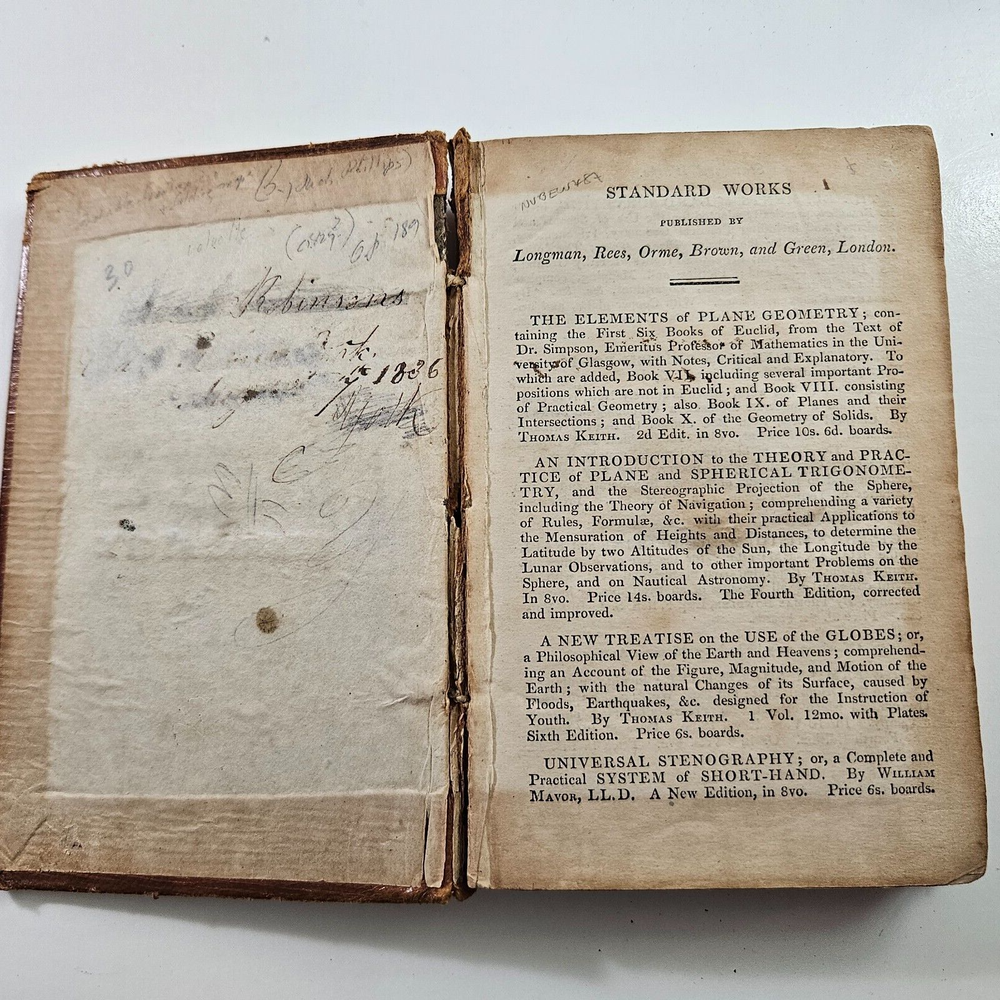 3.0
Robinsons
1836
STANDARD WORKS
PUBLISHED BY
Longman, Rees, Orme, Brown, and Green, London.
THE ELEMENTS of PLANE GEOMETRY; con-
taining the First Six Books of Euclid, from the Text of
Dr. Simpson, Emeritus Professor of Mathematics in the Uni-
versity of Glasgow, with Notes, Critical and Explanatory. To
which are added, Book VII. including several important Pro-
positions which are not in Euclid; and Book VIII. consisting
of Practical Geometry; also Book IX. of Planes and their
Intersections; and Book X. of the Geometry of Solids. By
THOMAS KEITH. 2d Edit. in 8vo. Price 10s. 6d. boards.
AN INTRODUCTION to the THEORY and PRAC-
TICE of PLANE and SPHERICAL TRIGONOME-
TRY, and the Stereographic Projection of the Sphere,
including the Theory of Navigation; comprehending a variety
of Rules, Formulæ, &c. with their practical Applications to
the Mensuration of Heights and Distances, to determine the
Latitude by two Altitudes of the Sun, the Longitude by the
Lunar Observations, and to other important Problems on the
Sphere, and on Nautical Astronomy. By THOMAS KEITH.
In 8vo. Price 14s. boards. The Fourth Edition, corrected
and improved.
A NEW TREATISE on the USE of the GLOBES; or,
a Philosophical View of the Earth and Heavens; comprehend-
ing an Account of the Figure, Magnitude, and Motion of the
Earth; with the natural Changes of its Surface, caused by
Floods, Earthquakes, &c. designed for the Instruction of
Youth. By THOMAS KEITH. 1 Vol. 12mo. with Plates.
Sixth Edition. Price 6s. boards.
UNIVERSAL STENOGRAPHY; or, a Complete and
Practical SYSTEM of SHORT-HAND. By WILLIAM
MAVOR, LL.D. A New Edition, in 8vo. Price 6s. boards.